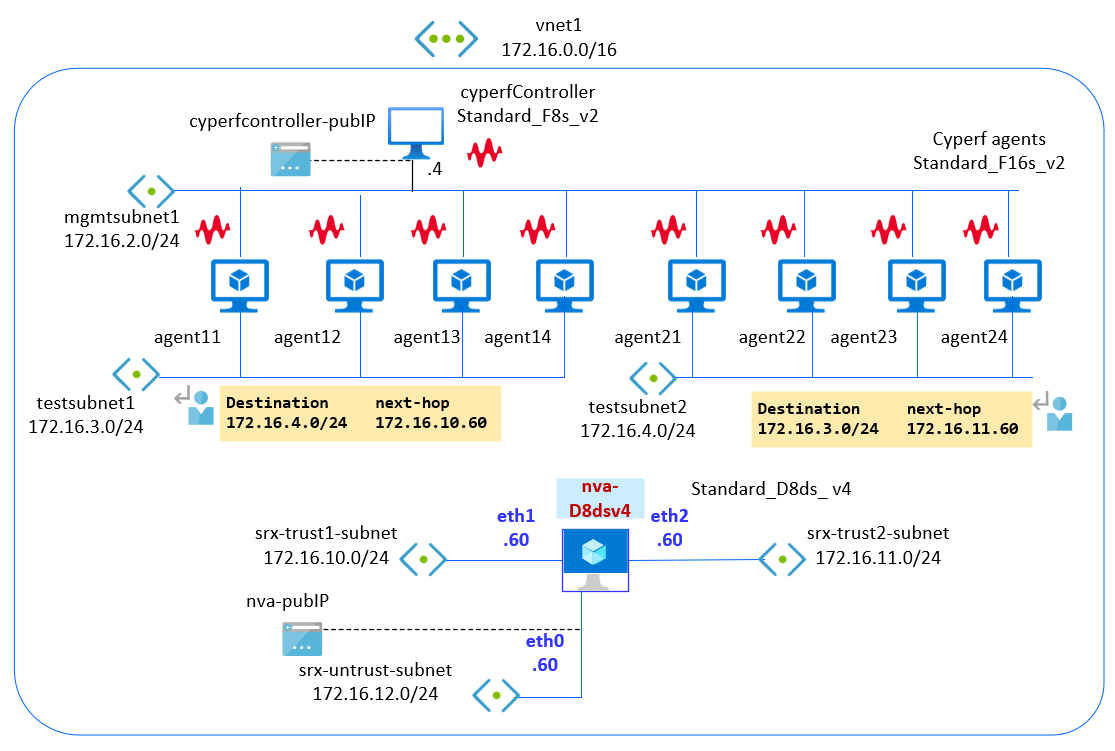 vnet1
172.16.0.0/16
cyperfController
Standard_F8s_v2
cyperfcontroller-pubIP
.4
Cyperf agents
Standard_F16s_v2
mgmtsubnet1
172.16.2.0/24
agent11
agent12
agent13
agent14
agent21
agent22
agent23
agent24
testsubnet1
172.16.3.0/24
Destination next-hop
172.16.4.0/24 172.16.10.60
testsubnet2
172.16.4.0/24
Destination next-hop
172.16.3.0/24 172.16.11.60
nva-
D8dsv4
Standard_D8ds_ v4
eth1
.60
eth2
.60
srx-trust1-subnet
172.16.10.0/24
srx-trust2-subnet
172.16.11.0/24
nva-pubIP
eth0
.60
srx-untrust-subnet
172.16.12.0/24